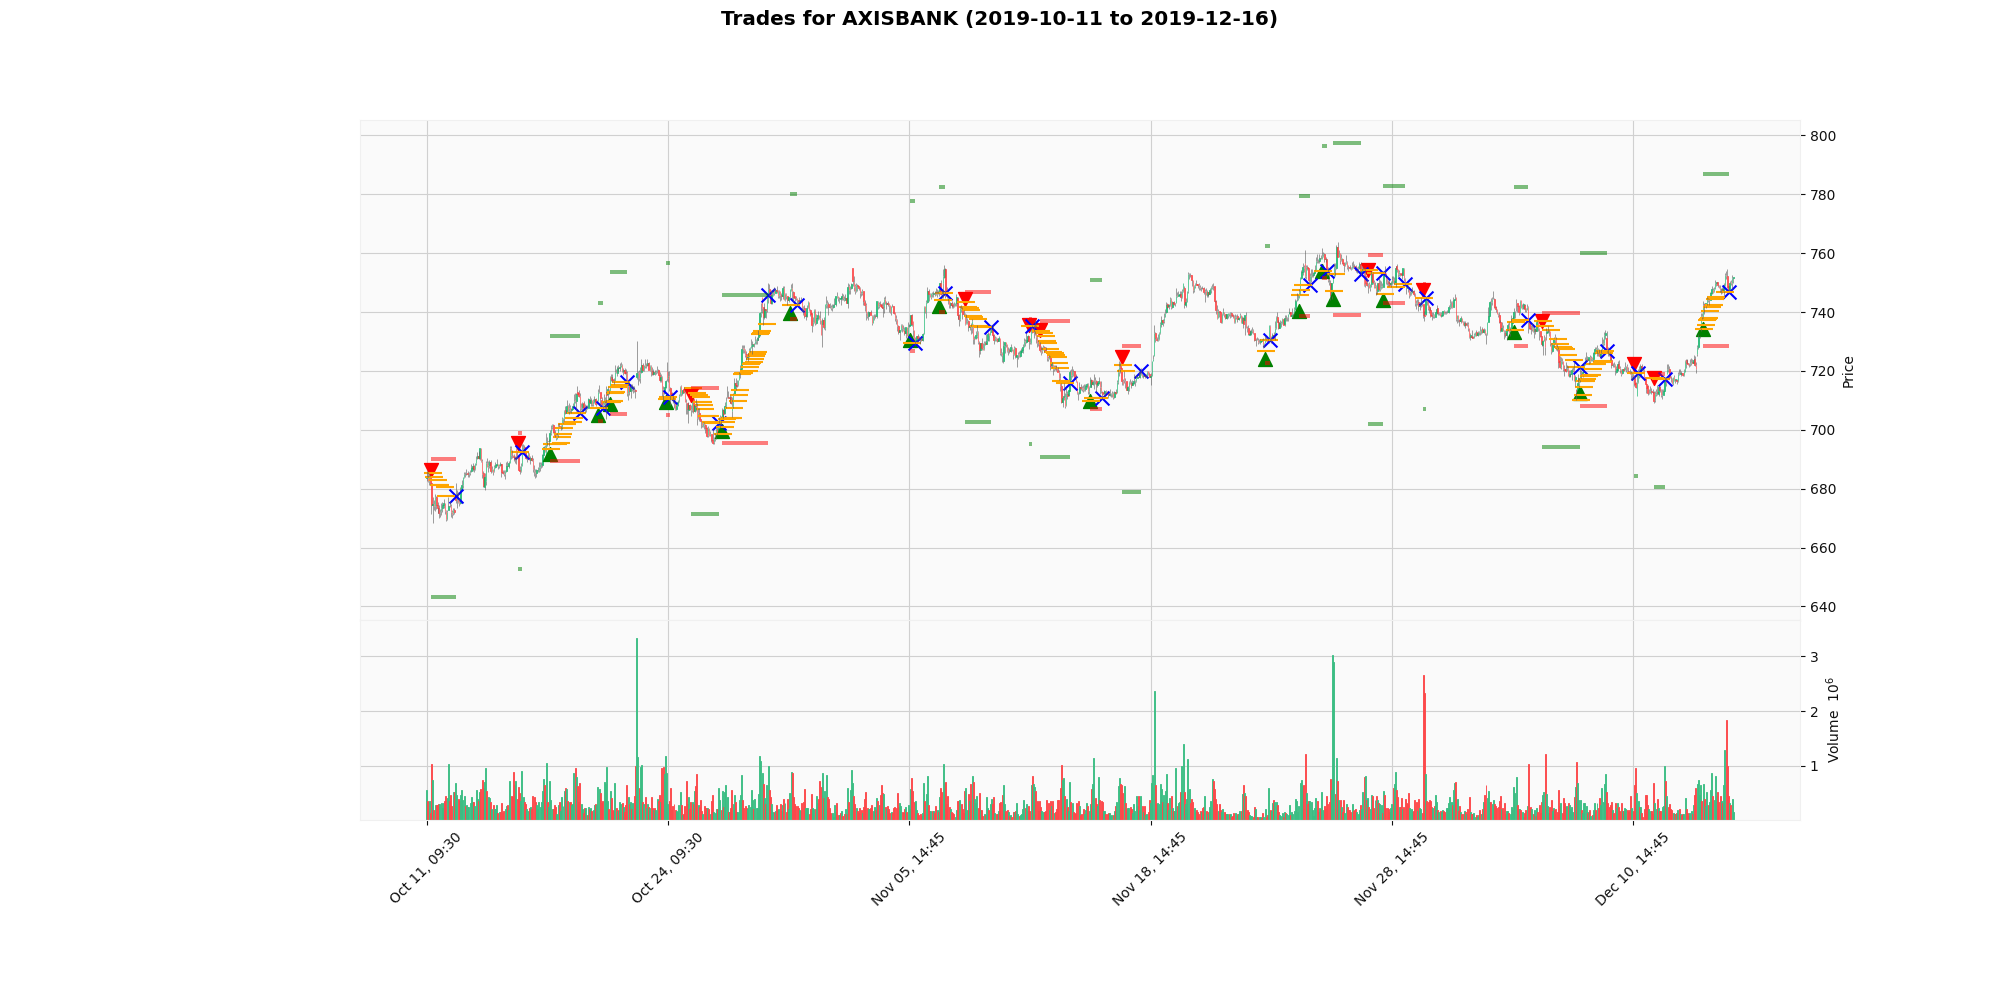 Trades for AXISBANK (2019-10-11 to 2019-12-16)
800
780
760
740
720
700
680
660
640
Price
3
2
1
Volume 10^6
Oct 11, 09:30
Oct 24, 09:30
Nov 05, 14:45
Nov 18, 14:45
Nov 28, 14:45
Dec 10, 14:45